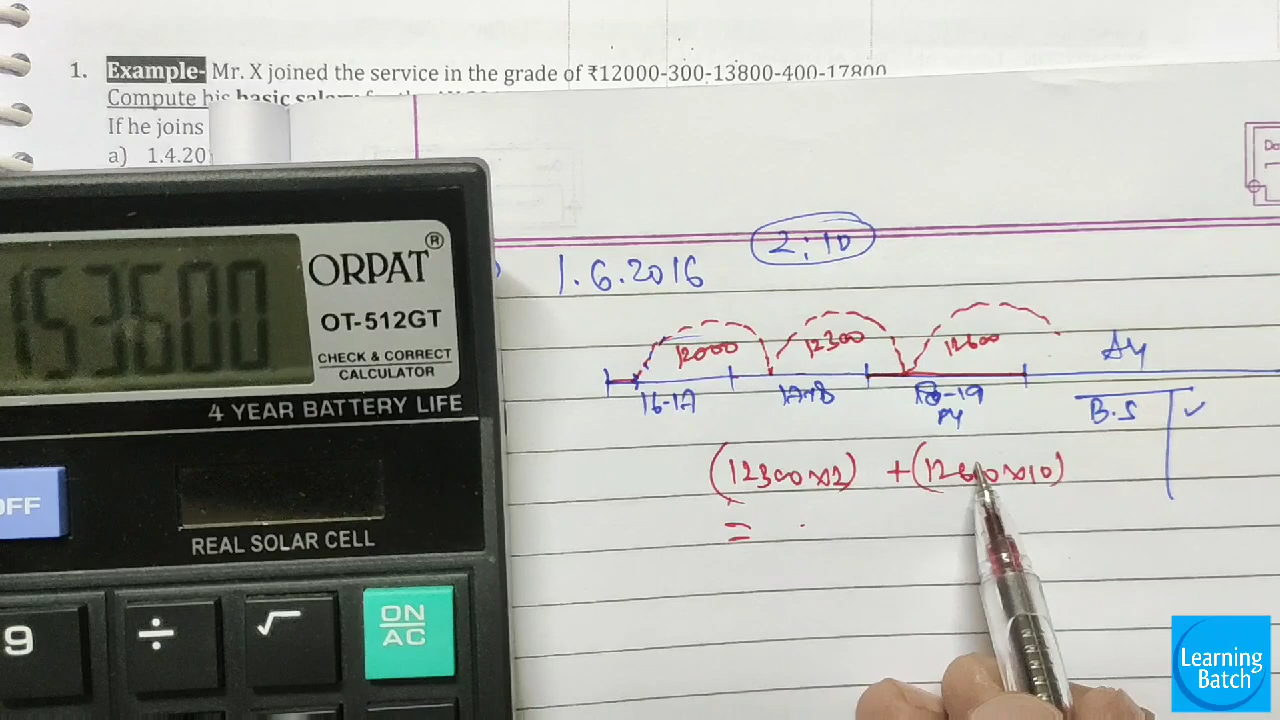 1. Example- Mr. X joined the service in the grade of ₹12000-300-13800-400-17800
Compute his basic salary
If he joins
a) 1.4.20
153600
ORPAT®
OT-512GT
CHECK & CORRECT
CALCULATOR
4 YEAR BATTERY LIFE
OFF
REAL SOLAR CELL
9 ÷ √ ON
AC
2:10
1.6.2016
12000 12300 12600
16-17 17-18 18-19 AY
PY B.S ✓
(12300×2) + (12600×10)
=
Learning
Batch